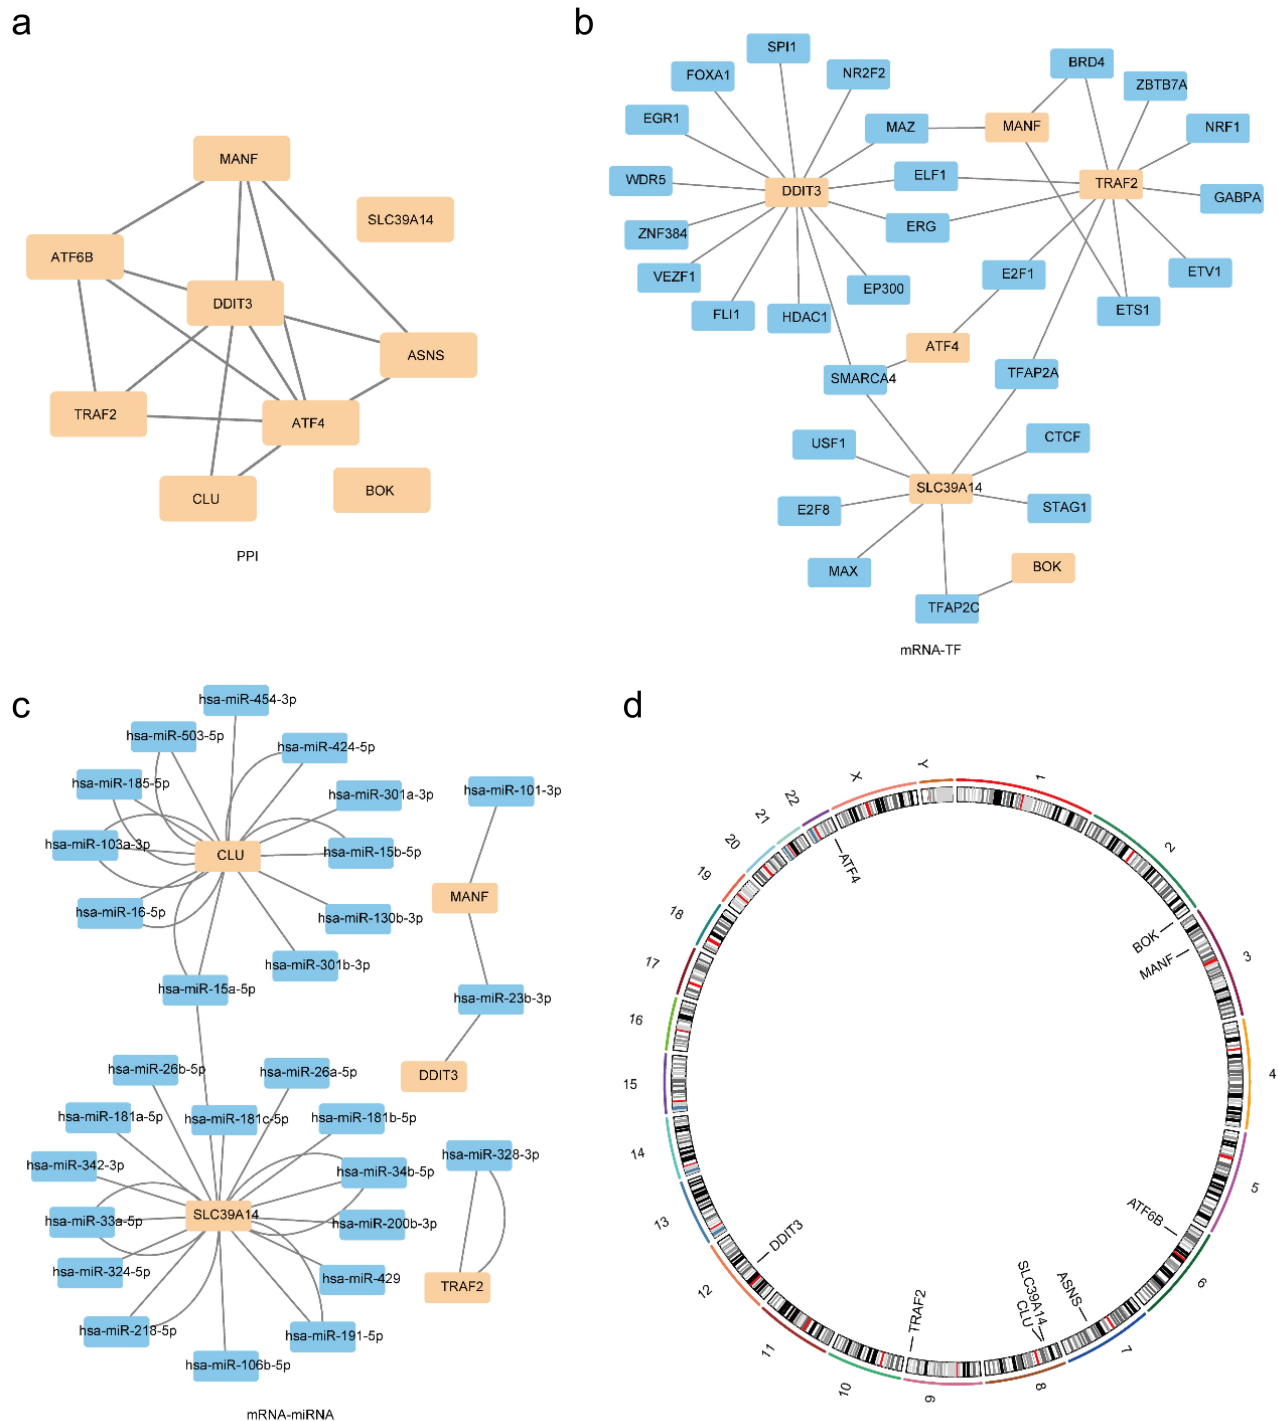 a
MANF
SLC39A14
ATF6B
DDIT3
ASNS
TRAF2
ATF4
BOK
CLU
PPI
b
SPI1
BRD4
FOXA1
NR2F2
ZBTB7A
EGR1
MAZ
MANF
NRF1
WDR5
DDIT3
ELF1
TRAF2
GABPA
ZNF384
ERG
VEZF1
EP300
E2F1
ETV1
FLI1
HDAC1
ETS1
ATF4
SMARCA4
TFAP2A
USF1
CTCF
SLC39A14
E2F8
STAG1
MAX
BOK
TFAP2C
mRNA-TF
c
hsa-miR-454-3p
hsa-miR-503-5p
hsa-miR-424-5p
hsa-miR-185-5p
hsa-miR-301a-3p
hsa-miR-101-3p
hsa-miR-103a-3p
CLU
hsa-miR-15b-5p
MANF
hsa-miR-16-5p
hsa-miR-130b-3p
hsa-miR-301b-3p
hsa-miR-15a-5p
hsa-miR-23b-3p
hsa-miR-26b-5p
hsa-miR-26a-5p
DDIT3
hsa-miR-181a-5p
hsa-miR-181c-5p
hsa-miR-181b-5p
hsa-miR-342-3p
hsa-miR-34b-5p
hsa-miR-328-3p
hsa-miR-33a-5p
SLC39A14
hsa-miR-200b-3p
hsa-miR-324-5p
hsa-miR-429
TRAF2
hsa-miR-218-5p
hsa-miR-191-5p
hsa-miR-106b-5p
mRNA-miRNA
d
1
2
3
4
5
6
7
8
9
10
11
12
13
14
15
16
17
18
19
20
21
22
X
Y
ATF4
BOK
MANF
ATF6B
ASNS
SLC39A14
CLU
TRAF2
DDIT3